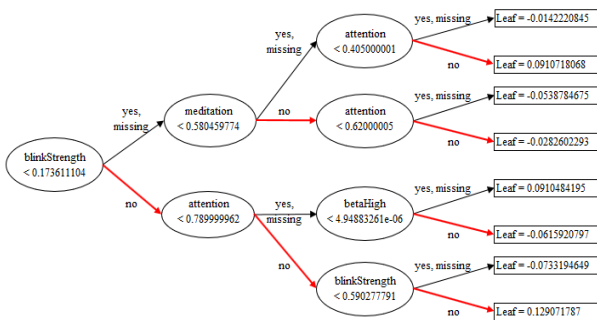 yes, missing
Leaf = -0.0142220845
attention
< 0.405000001
yes,
missing
no
Leaf = 0.0910718068
meditation
< 0.580459774
yes, missing
Leaf = -0.0538784675
yes,
missing
no
attention
< 0.62000005
no
Leaf = -0.0282602293
blinkStrength
< 0.173611104
yes, missing
Leaf = 0.0910484195
no
attention
< 0.789999962
yes,
missing
betaHigh
< 4.94883261e-06
no
Leaf = -0.0615920797
no
yes, missing
Leaf = -0.0733194649
blinkStrength
< 0.590277791
no
Leaf = 0.129071787